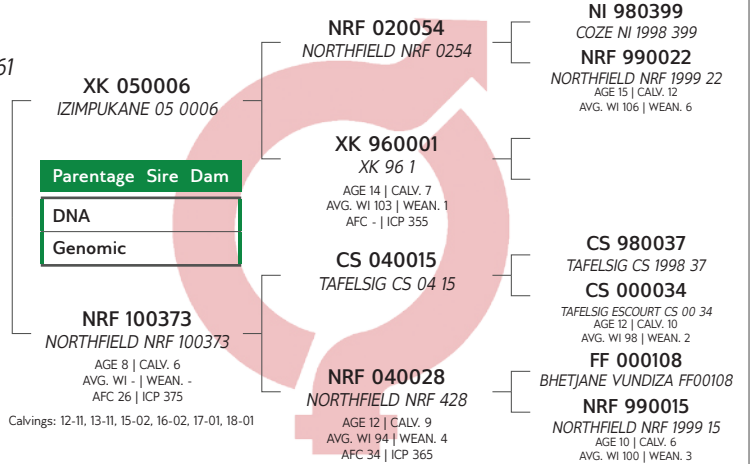 61
XK 050006
IZIMPUKANE 05 0006
Parentage Sire Dam
DNA
Genomic
NRF 100373
NORTHFIELD NRF 100373
AGE 8 | CALV. 6
AVG. WI - | WEAN. -
AFC 26 | ICP 375
Calvings: 12-11, 13-11, 15-02, 16-02, 17-01, 18-01
NRF 020054
NORTHFIELD NRF 0254
XK 960001
XK 96 1
AGE 14 | CALV. 7
AVG. WI 103 | WEAN. 1
AFC - | ICP 355
CS 040015
TAFELSIG CS 04 15
NRF 040028
NORTHFIELD NRF 428
AGE 12 | CALV. 9
AVG. WI 94 | WEAN. 4
AFC 34 | ICP 365
NI 980399
COZE NI 1998 399
NRF 990022
NORTHFIELD NRF 1999 22
AGE 15 | CALV. 12
AVG. WI 106 | WEAN. 6
CS 980037
TAFELSIG CS 1998 37
CS 000034
TAFELSIG ESCOURT CS 00 34
AGE 12 | CALV. 10
AVG. WI 98 | WEAN. 2
FF 000108
BHETJANE VUNDIZA FF00108
NRF 990015
NORTHFIELD NRF 1999 15
AGE 10 | CALV. 6
AVG. WI 100 | WEAN. 3